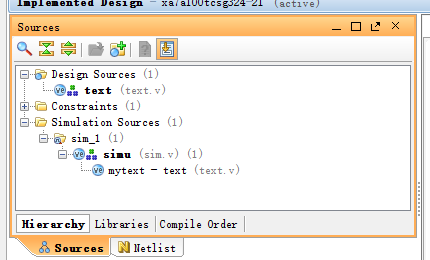 Implemented Design - xa7a100tcsg324-2I (active)
Sources
Design Sources (1)
text (text.v)
Constraints (1)
Simulation Sources (1)
sim_1 (1)
simu (sim.v) (1)
mytext - text (text.v)
Hierarchy Libraries Compile Order
Sources Netlist